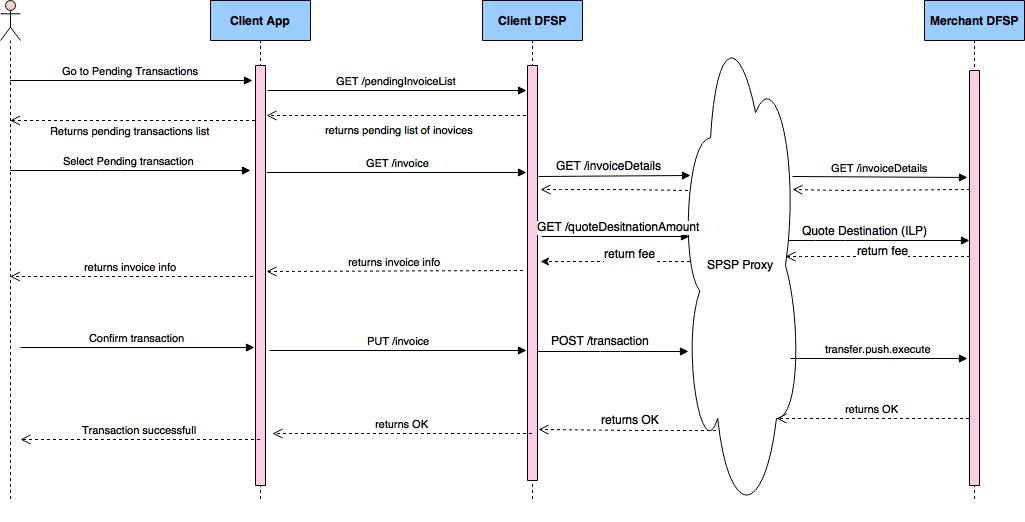 Client App
Client DFSP
Merchant DFSP
Go to Pending Transactions
GET /pendingInvoiceList
Returns pending transactions list
returns pending list of inovices
Select Pending transaction
GET /invoice
GET /invoiceDetails
GET /invoiceDetails
GET /quoteDesitnationAmount
Quote Destination (ILP)
return fee
return fee
SPSP Proxy
returns invoice info
returns invoice info
Confirm transaction
PUT /invoice
POST /transaction
transfer.push.execute
returns OK
returns OK
returns OK
Transaction successfull